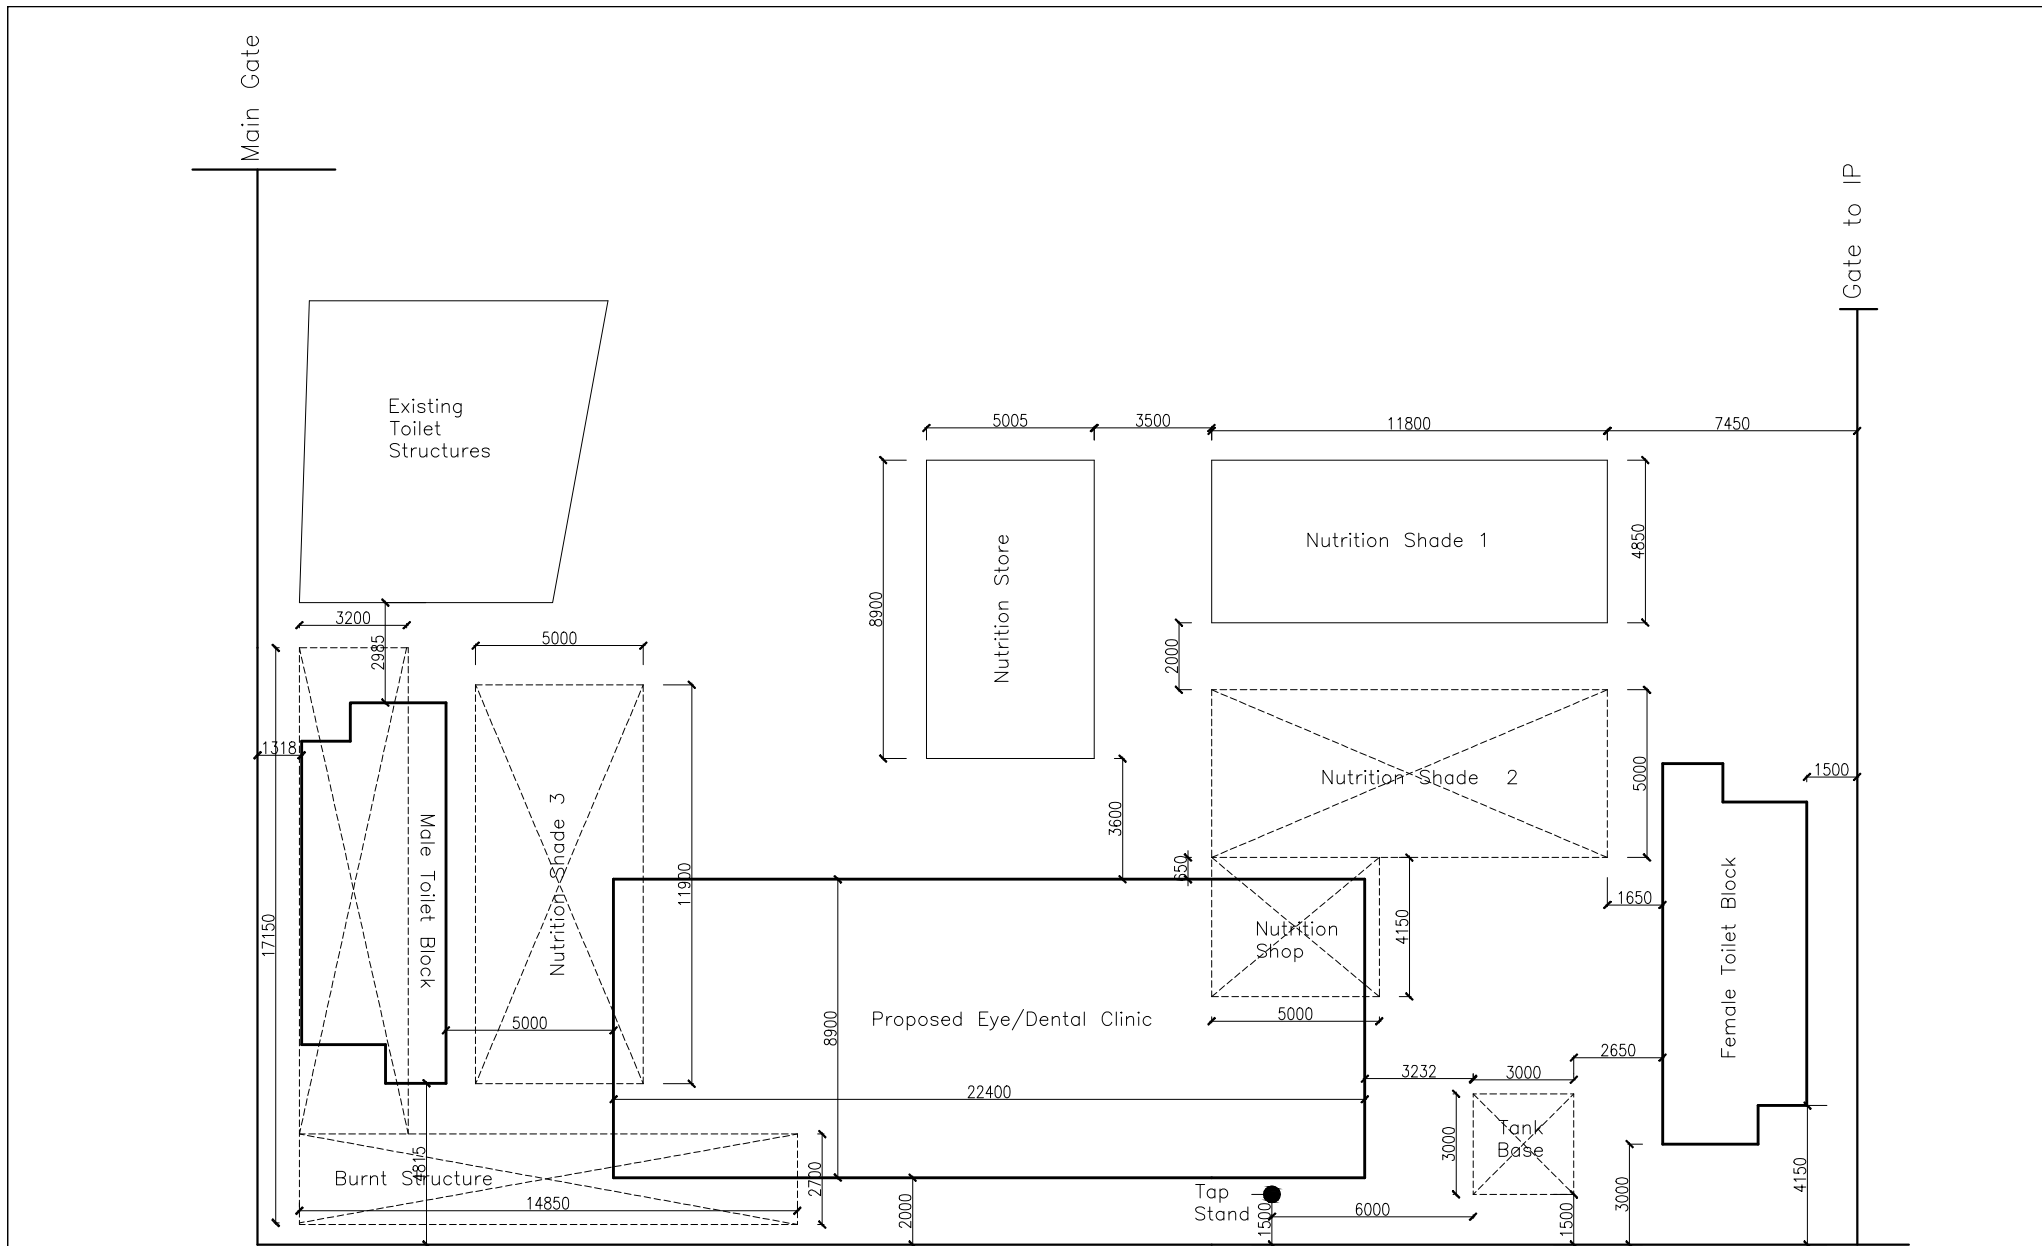 Main Gate
Gate to IP
Existing
Toilet
Structures
5005
3500
11800
7450
8900
Nutrition Store
Nutrition Shade 1
4850
3200
2985
5000
2000
1318
Male Toilet Block
Nutrition Shade 3
11900
17150
3600
650
Nutrition Shade 2
5000
1500
1650
Nutrition
Shop
4150
5000
Female Toilet Block
5000
8900
Proposed Eye/Dental Clinic
22400
3232
3000
2650
3000
Tank
Base
4815
Burnt Structure
14850
2700
2000
Tap
Stand
1500
6000
1500
3000
4150